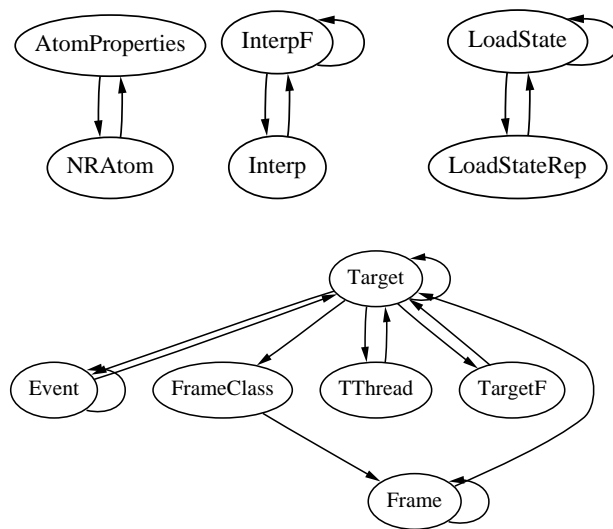 AtomProperties
InterpF
LoadState
NRAtom
Interp
LoadStateRep
Target
Event
FrameClass
TThread
TargetF
Frame